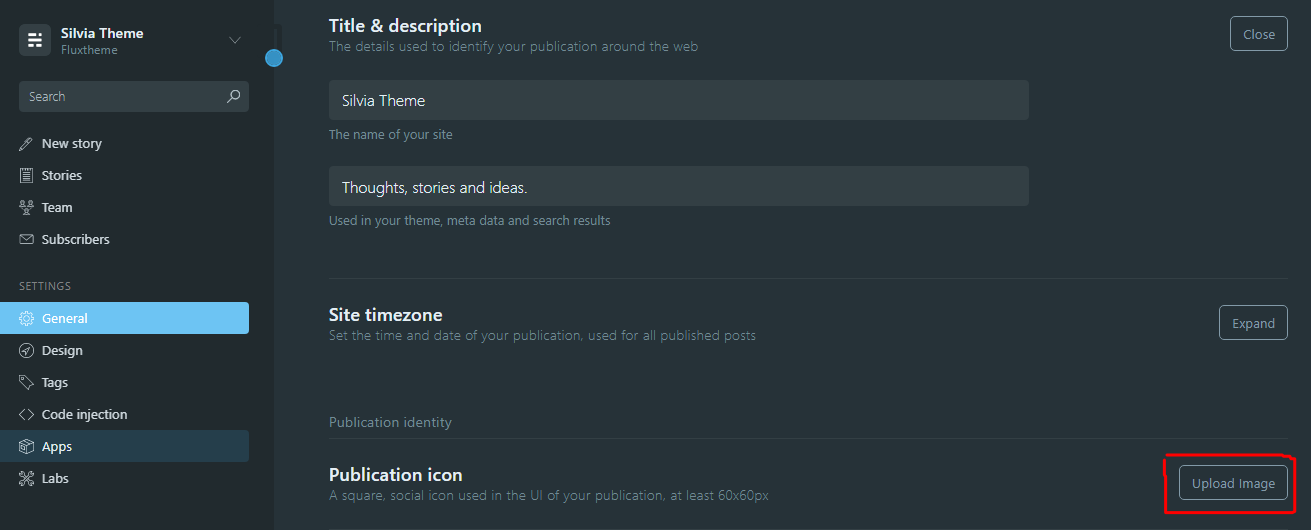 Silvia Theme
Fluxtheme
Search
New story
Stories
Team
Subscribers
SETTINGS
General
Design
Tags
Code injection
Apps
Labs
Title & description
The details used to identify your publication around the web
Close
Silvia Theme
The name of your site
Thoughts, stories and ideas.
Used in your theme, meta data and search results
Site timezone
Set the time and date of your publication, used for all published posts
Expand
Publication identity
Publication icon
A square, social icon used in the UI of your publication, at least 60x60px
Upload Image